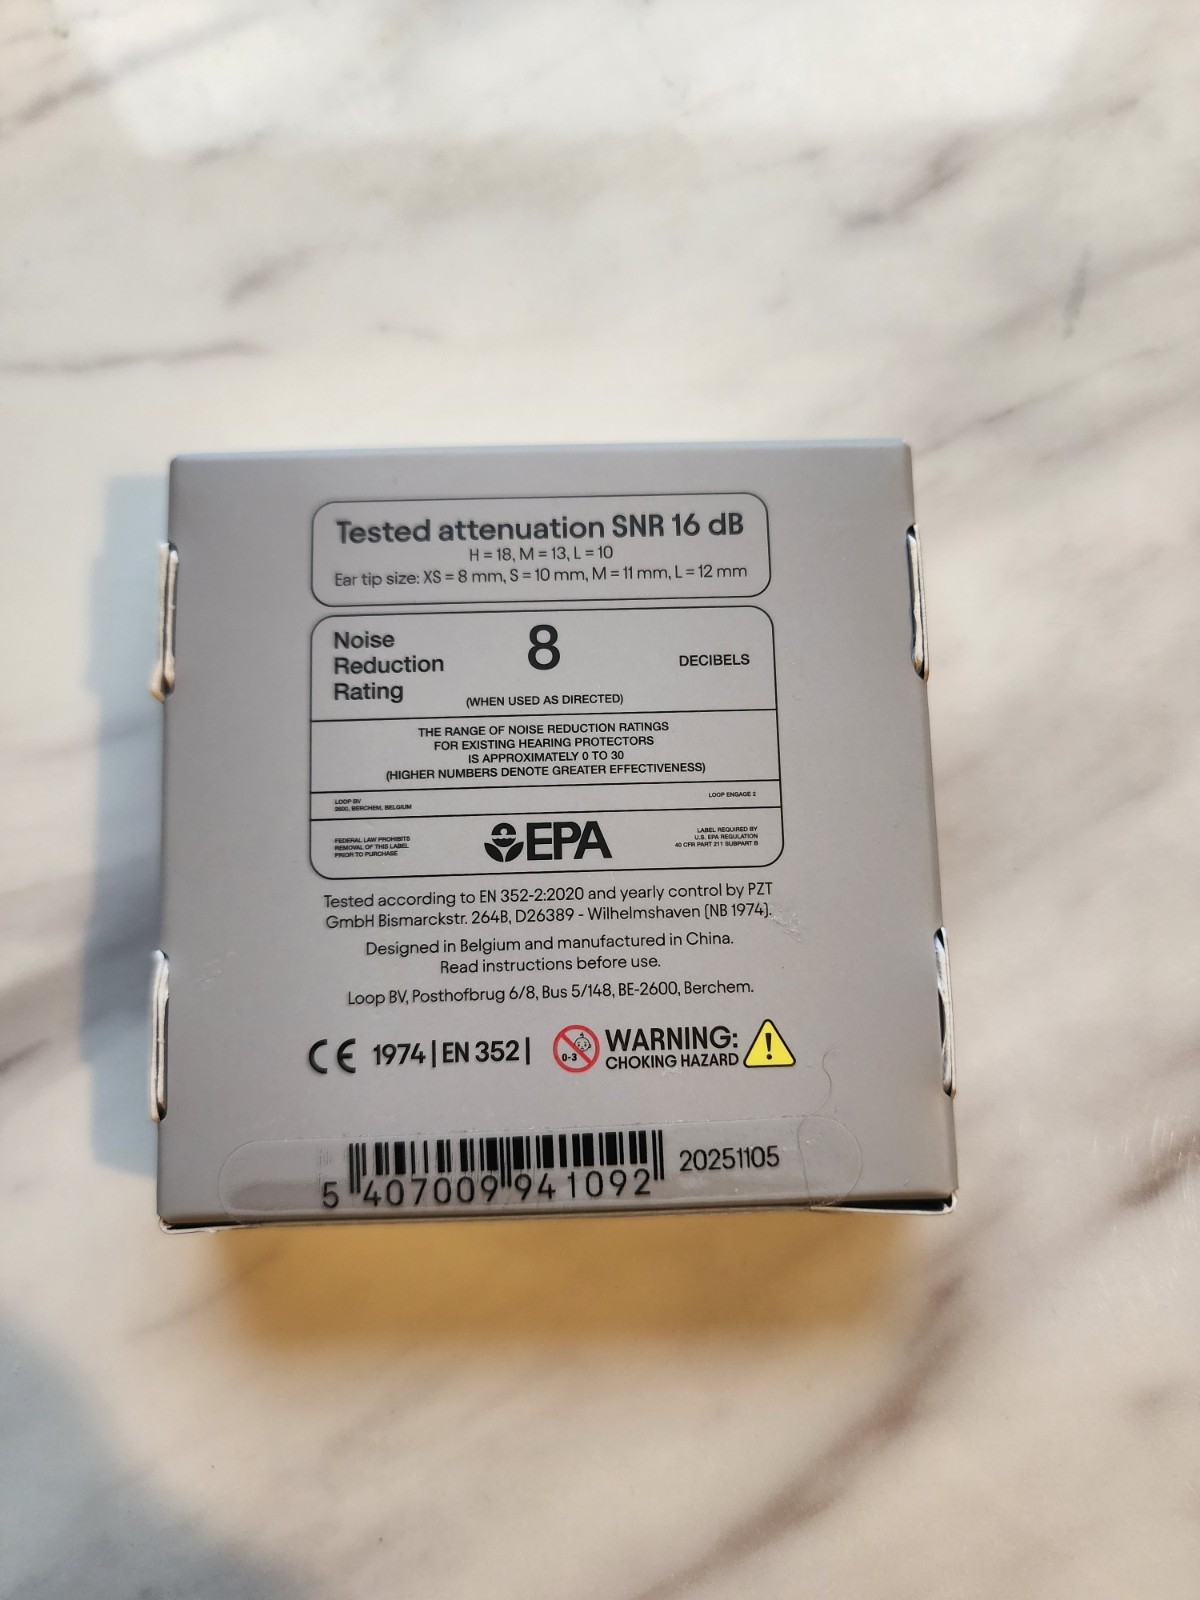 Tested attenuation SNR 16 dB
H = 18, M = 13, L = 10
Ear tip size: XS = 8 mm, S = 10 mm, M = 11 mm, L = 12 mm
Noise
Reduction
Rating
8
DECIBELS
(WHEN USED AS DIRECTED)
THE RANGE OF NOISE REDUCTION RATINGS
FOR EXISTING HEARING PROTECTORS
IS APPROXIMATELY 0 TO 30
(HIGHER NUMBERS DENOTE GREATER EFFECTIVENESS)
LOOP BV
2600, BERCHEM, BELGIUM
LOOP ENGAGE 2
FEDERAL LAW PROHIBITS
REMOVAL OF THIS LABEL
PRIOR TO PURCHASE
EPA
LABEL REQUIRED BY
U.S. EPA REGULATION
40 CFR PART 211 SUBPART B
Tested according to EN 352-2:2020 and yearly control by PZT
GmbH Bismarckstr. 264B, D26389 - Wilhelmshaven (NB 1974).
Designed in Belgium and manufactured in China.
Read instructions before use.
Loop BV, Posthofbrug 6/8, Bus 5/148, BE-2600, Berchem.
CE 1974 | EN 352 |
0-3
WARNING:
CHOKING HAZARD
!
5 407009 941092
20251105